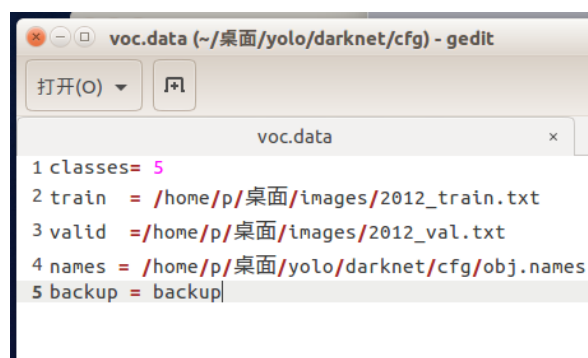 voc.data (~/桌面/yolo/darknet/cfg) - gedit
打开(O)
voc.data ×
1 classes= 5
2 train  = /home/p/桌面/images/2012_train.txt
3 valid  =/home/p/桌面/images/2012_val.txt
4 names = /home/p/桌面/yolo/darknet/cfg/obj.names
5 backup = backup